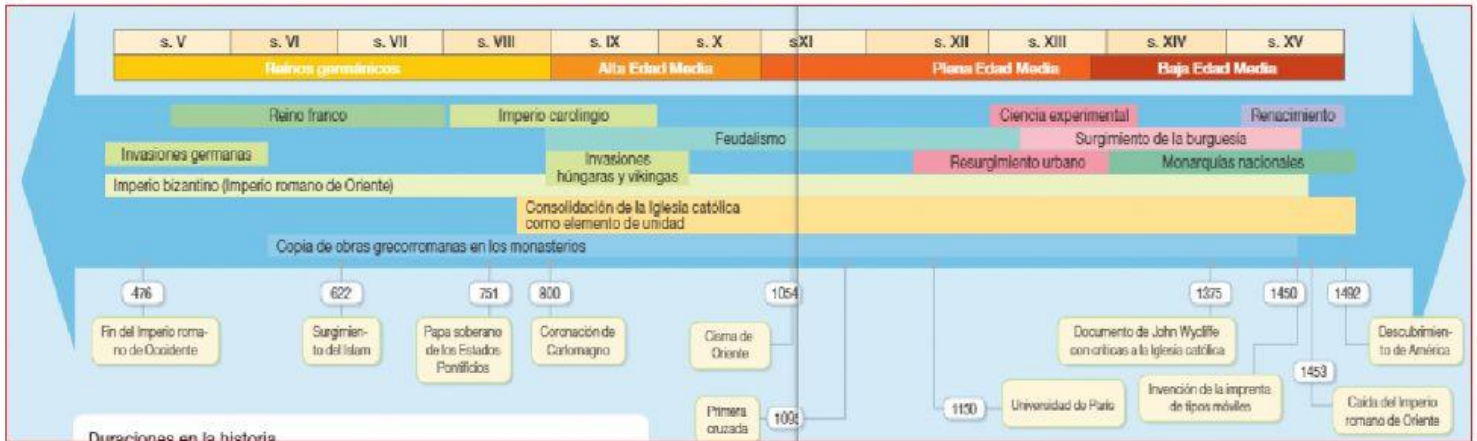 s. V s. VI s. VII s. VIII s. IX s. X sXI s. XII s. XIII s. XIV s. XV
Reinos germánicos Alta Edad Media Plena Edad Media Baja Edad Media
Reino franco Imperio carolingio Ciencia experimental Renacimiento
Feudalismo Surgimiento de la burguesía
Invasiones germanas Invasiones Resurgimiento urbano Monarquías nacionales
húngaras y vikingas
Imperio bizantino (Imperio romano de Oriente)
Consolidación de la Iglesia católica
como elemento de unidad
Copia de obras grecorromanas en los monasterios
476
Fin del Imperio roma-
no de Occidente
622
Surgimien-
to del Islam
751
Papa soberano
de los Estados
Pontificios
800
Coronación de
Carlomagno
1054
Cisma de
Oriente
Primera
cruzada
1095
1150
Universidad de París
1375
Documento de John Wycliffe
con críticas a la Iglesia católica
1450
Invención de la imprenta
de tipos móviles
1453
Caída del Imperio
romano de Oriente
1492
Descubrimien-
to de América
Duraciones en la historia